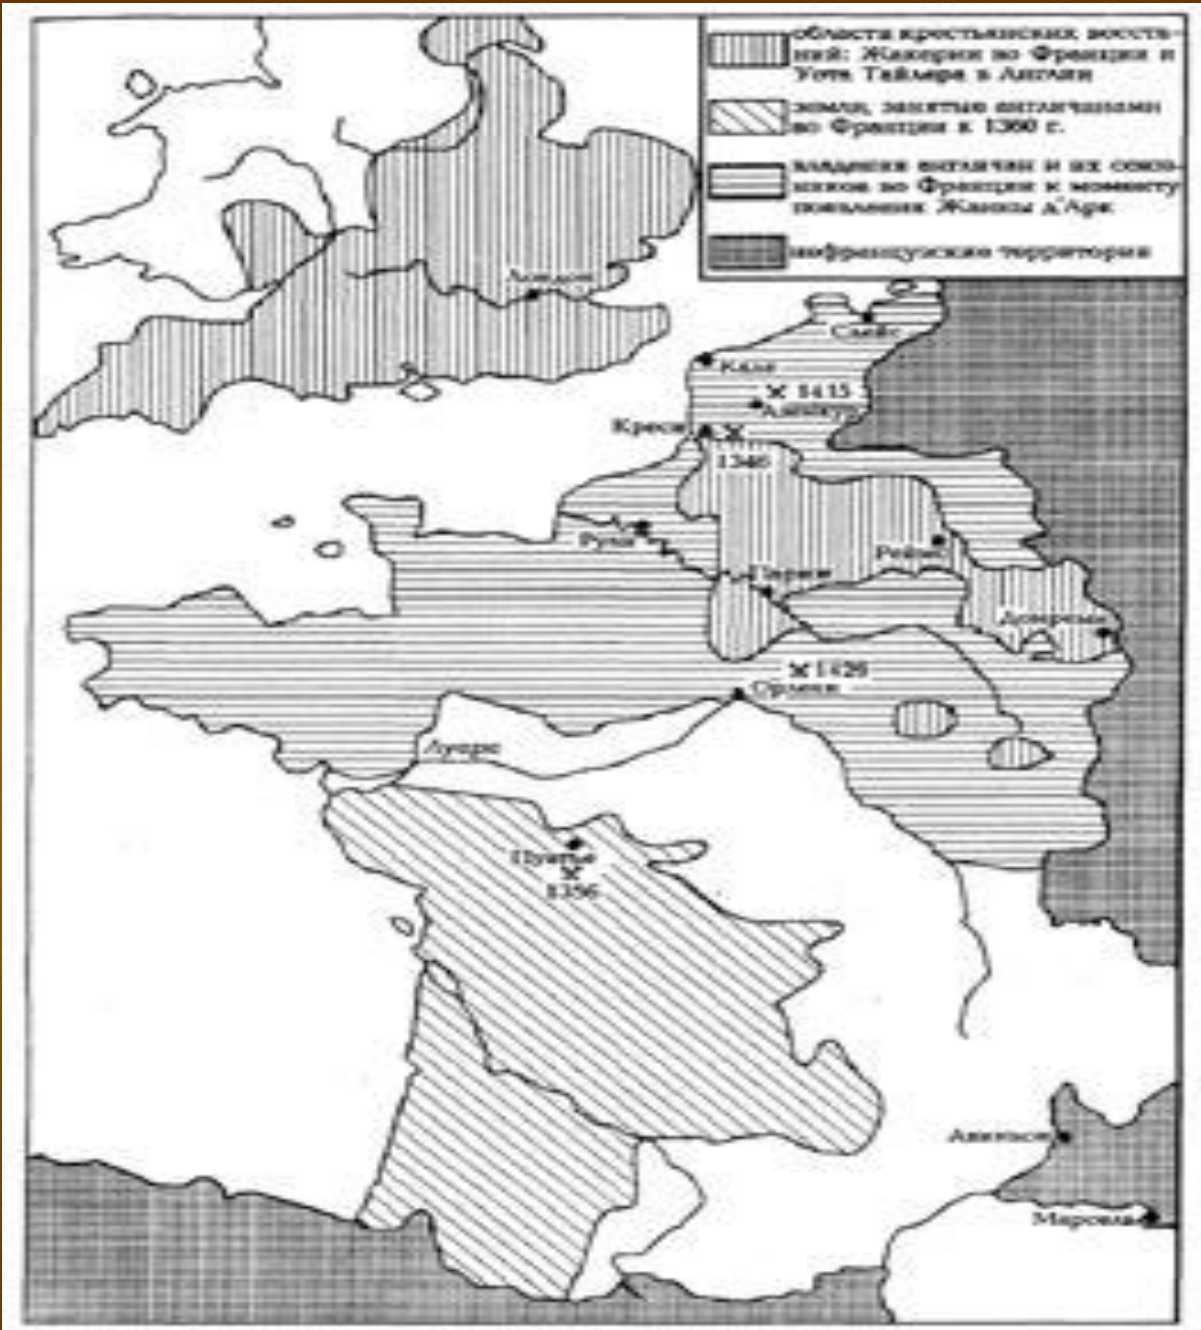 области крестьянских восста-
ний: Жакерии во Франции и
Уота Тайлера в Англии
земли, занятые англичанами
во Франции к 1360 г.
владения англичан и их союз-
ников во Франции к моменту
появления Жанны д'Арк
нефранцузские территории
Лондон
Слейс
Кале
1415
Азенкур
Креси
1346
Руан
Реймс
Париж
Домреми
Орлеан
Луара
Пуатье
1356
Авиньон
Марсель